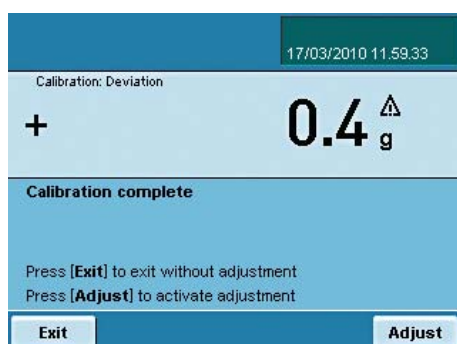 17/03/2010 11.59.33
Calibration: Deviation
+ 0.4 g
Calibration complete
Press [Exit] to exit without adjustment
Press [Adjust] to activate adjustment
Exit Adjust